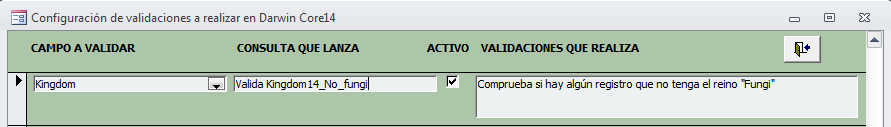 Configuración de validaciones a realizar en Darwin Core14
CAMPO A VALIDAR CONSULTA QUE LANZA ACTIVO VALIDACIONES QUE REALIZA
Kingdom Valida Kingdom14_No_fungi Comprueba si hay algún registro que no tenga el reino "Fungi"